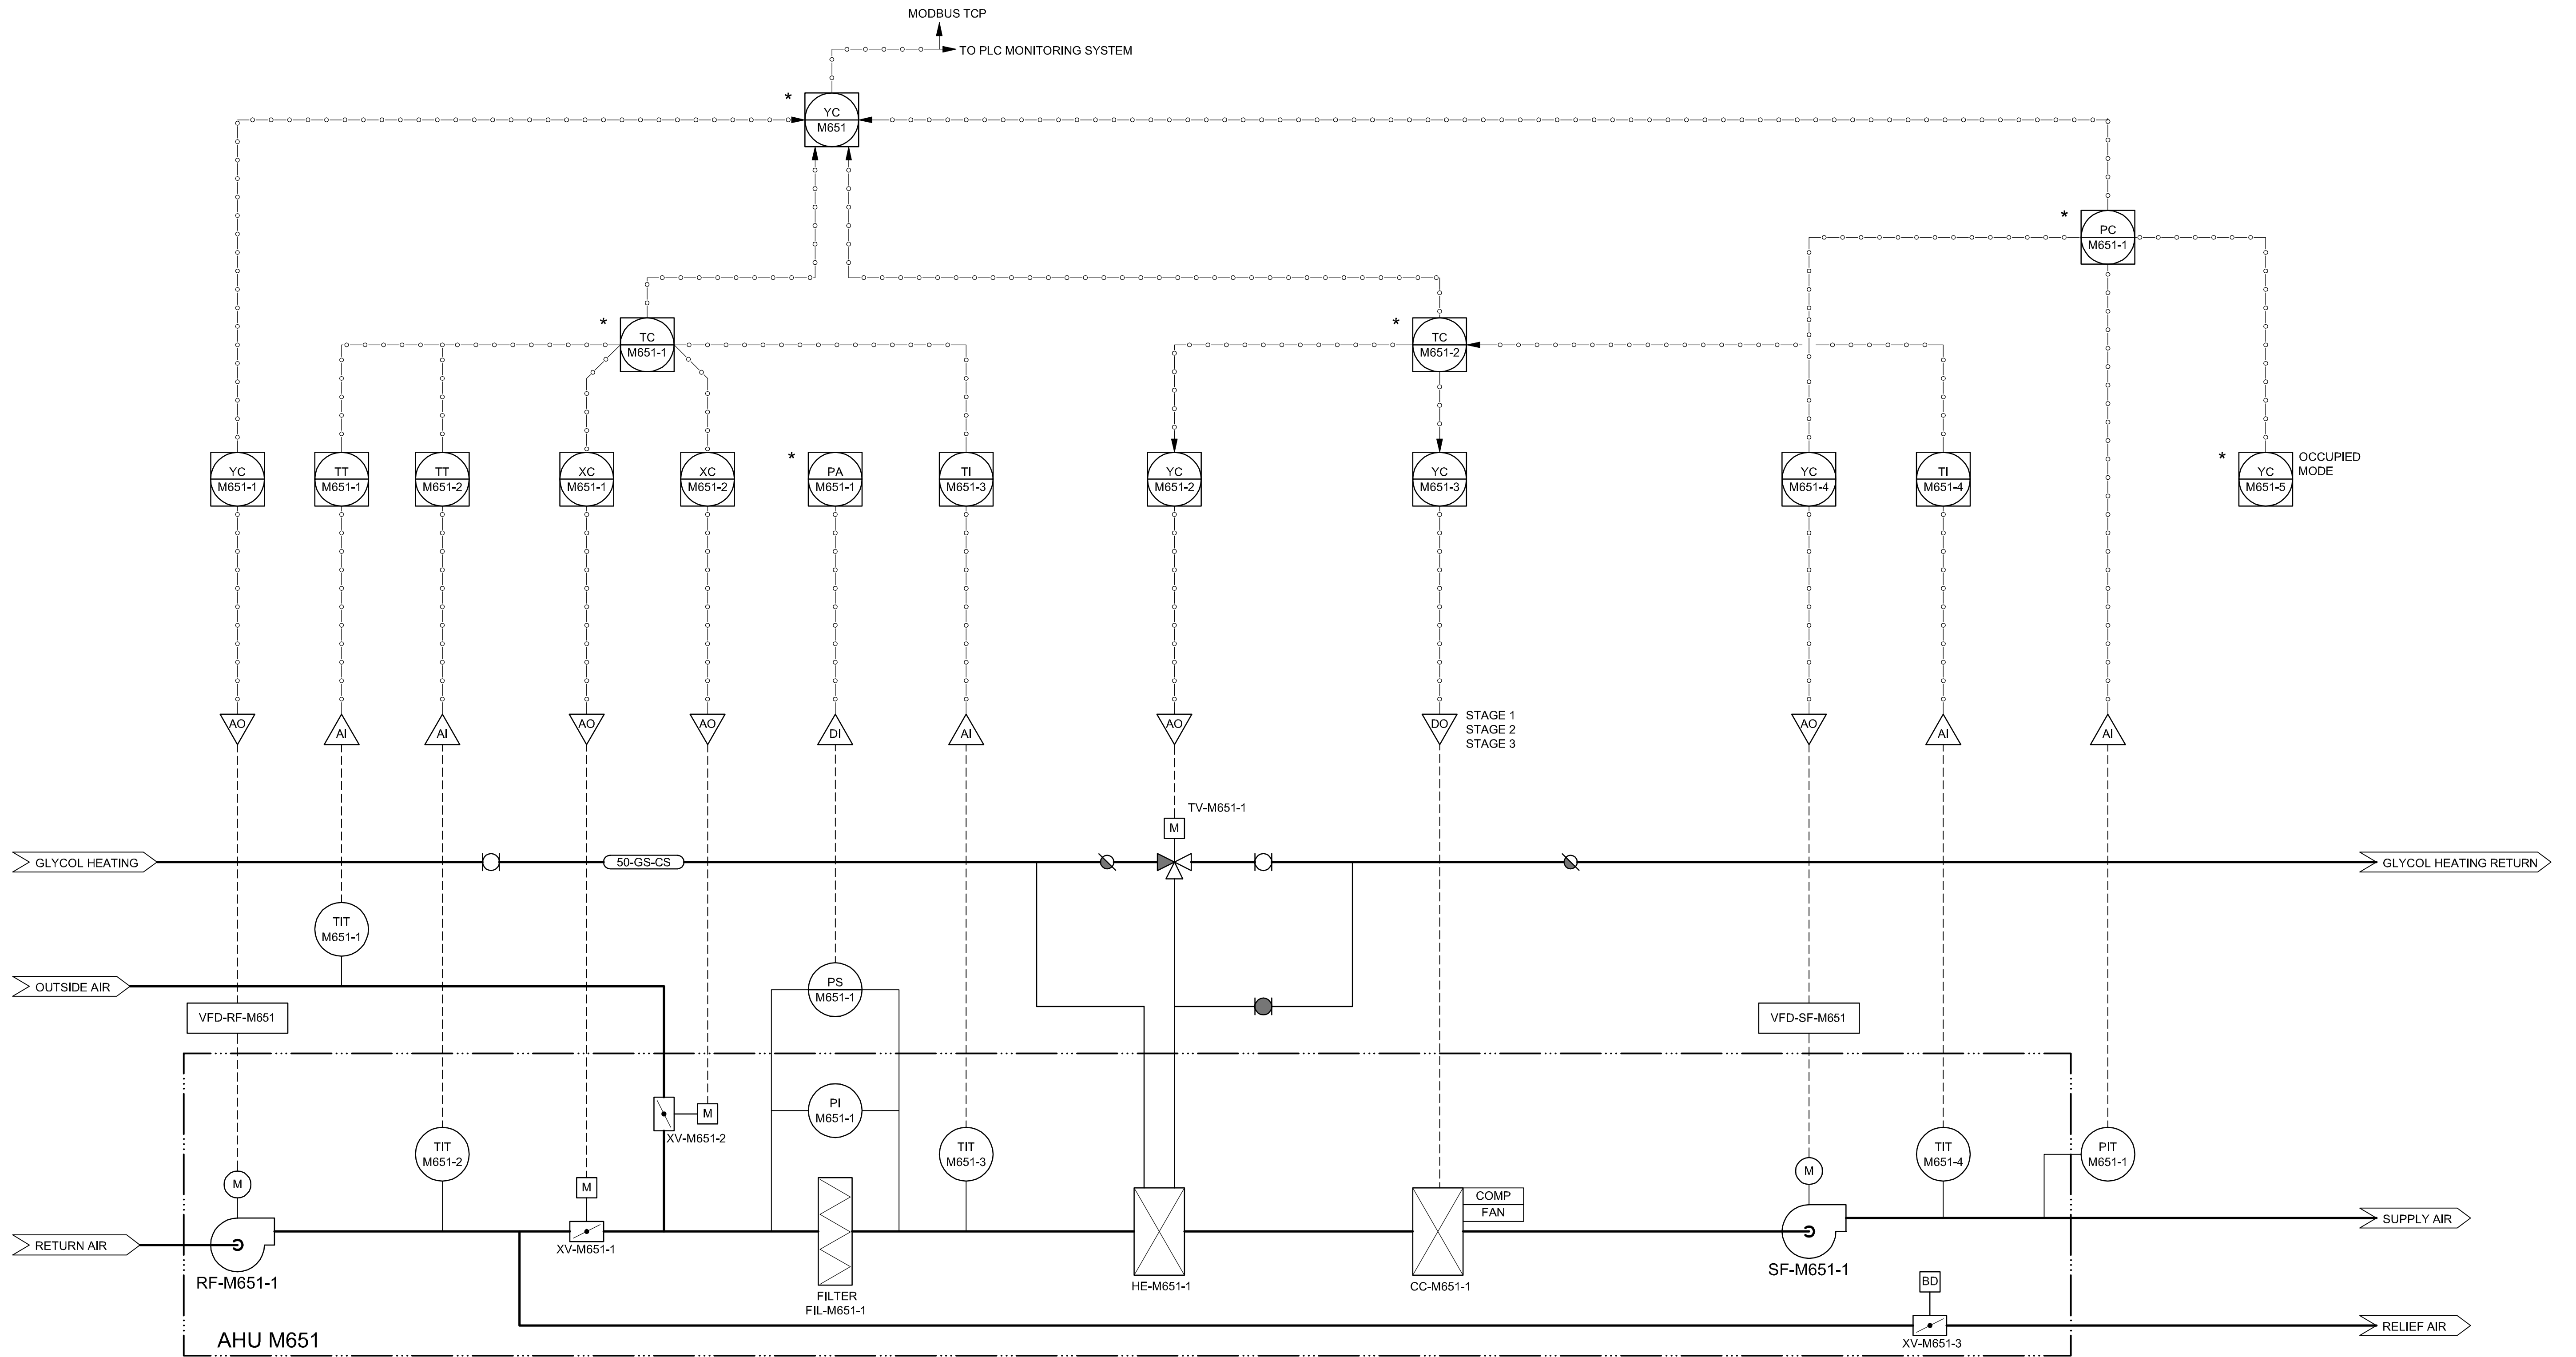 MODBUS TCP
TO PLC MONITORING SYSTEM
*
YC
M651
*
PC
M651-1
*
TC
M651-1
*
TC
M651-2
YC
M651-1
TT
M651-1
TT
M651-2
XC
M651-1
XC
M651-2
*
PA
M651-1
TI
M651-3
YC
M651-2
YC
M651-3
YC
M651-4
TI
M651-4
*
YC
M651-5
OCCUPIED
MODE
AO
AI
AI
AO
AO
DI
AI
AO
DO
STAGE 1
STAGE 2
STAGE 3
AO
AI
AI
TV-M651-1
M
GLYCOL HEATING
50-GS-CS
GLYCOL HEATING RETURN
TIT
M651-1
OUTSIDE AIR
PS
M651-1
VFD-RF-M651
VFD-SF-M651
PI
M651-1
M
XV-M651-2
TIT
M651-2
TIT
M651-3
TIT
M651-4
PIT
M651-1
M
M
M
COMP
FAN
SUPPLY AIR
RETURN AIR
XV-M651-1
RF-M651-1
SF-M651-1
HE-M651-1
CC-M651-1
BD
FILTER
FIL-M651-1
RELIEF AIR
AHU M651
XV-M651-3